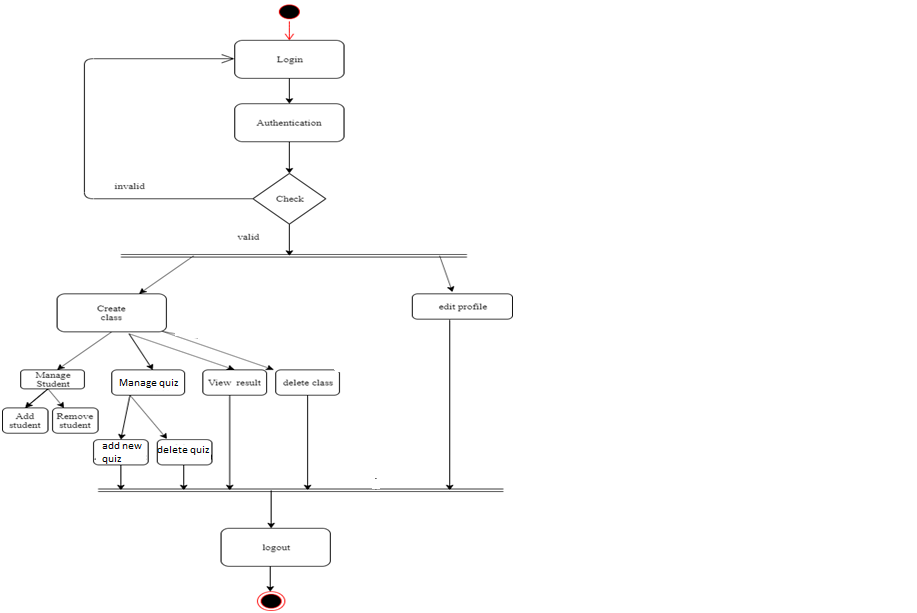 Login
Authentication
Check
invalid
valid
Create
class
edit profile
Manage
Student
Manage quiz
View result
delete class
Add
student
Remove
student
add new
quiz
delete quiz
logout